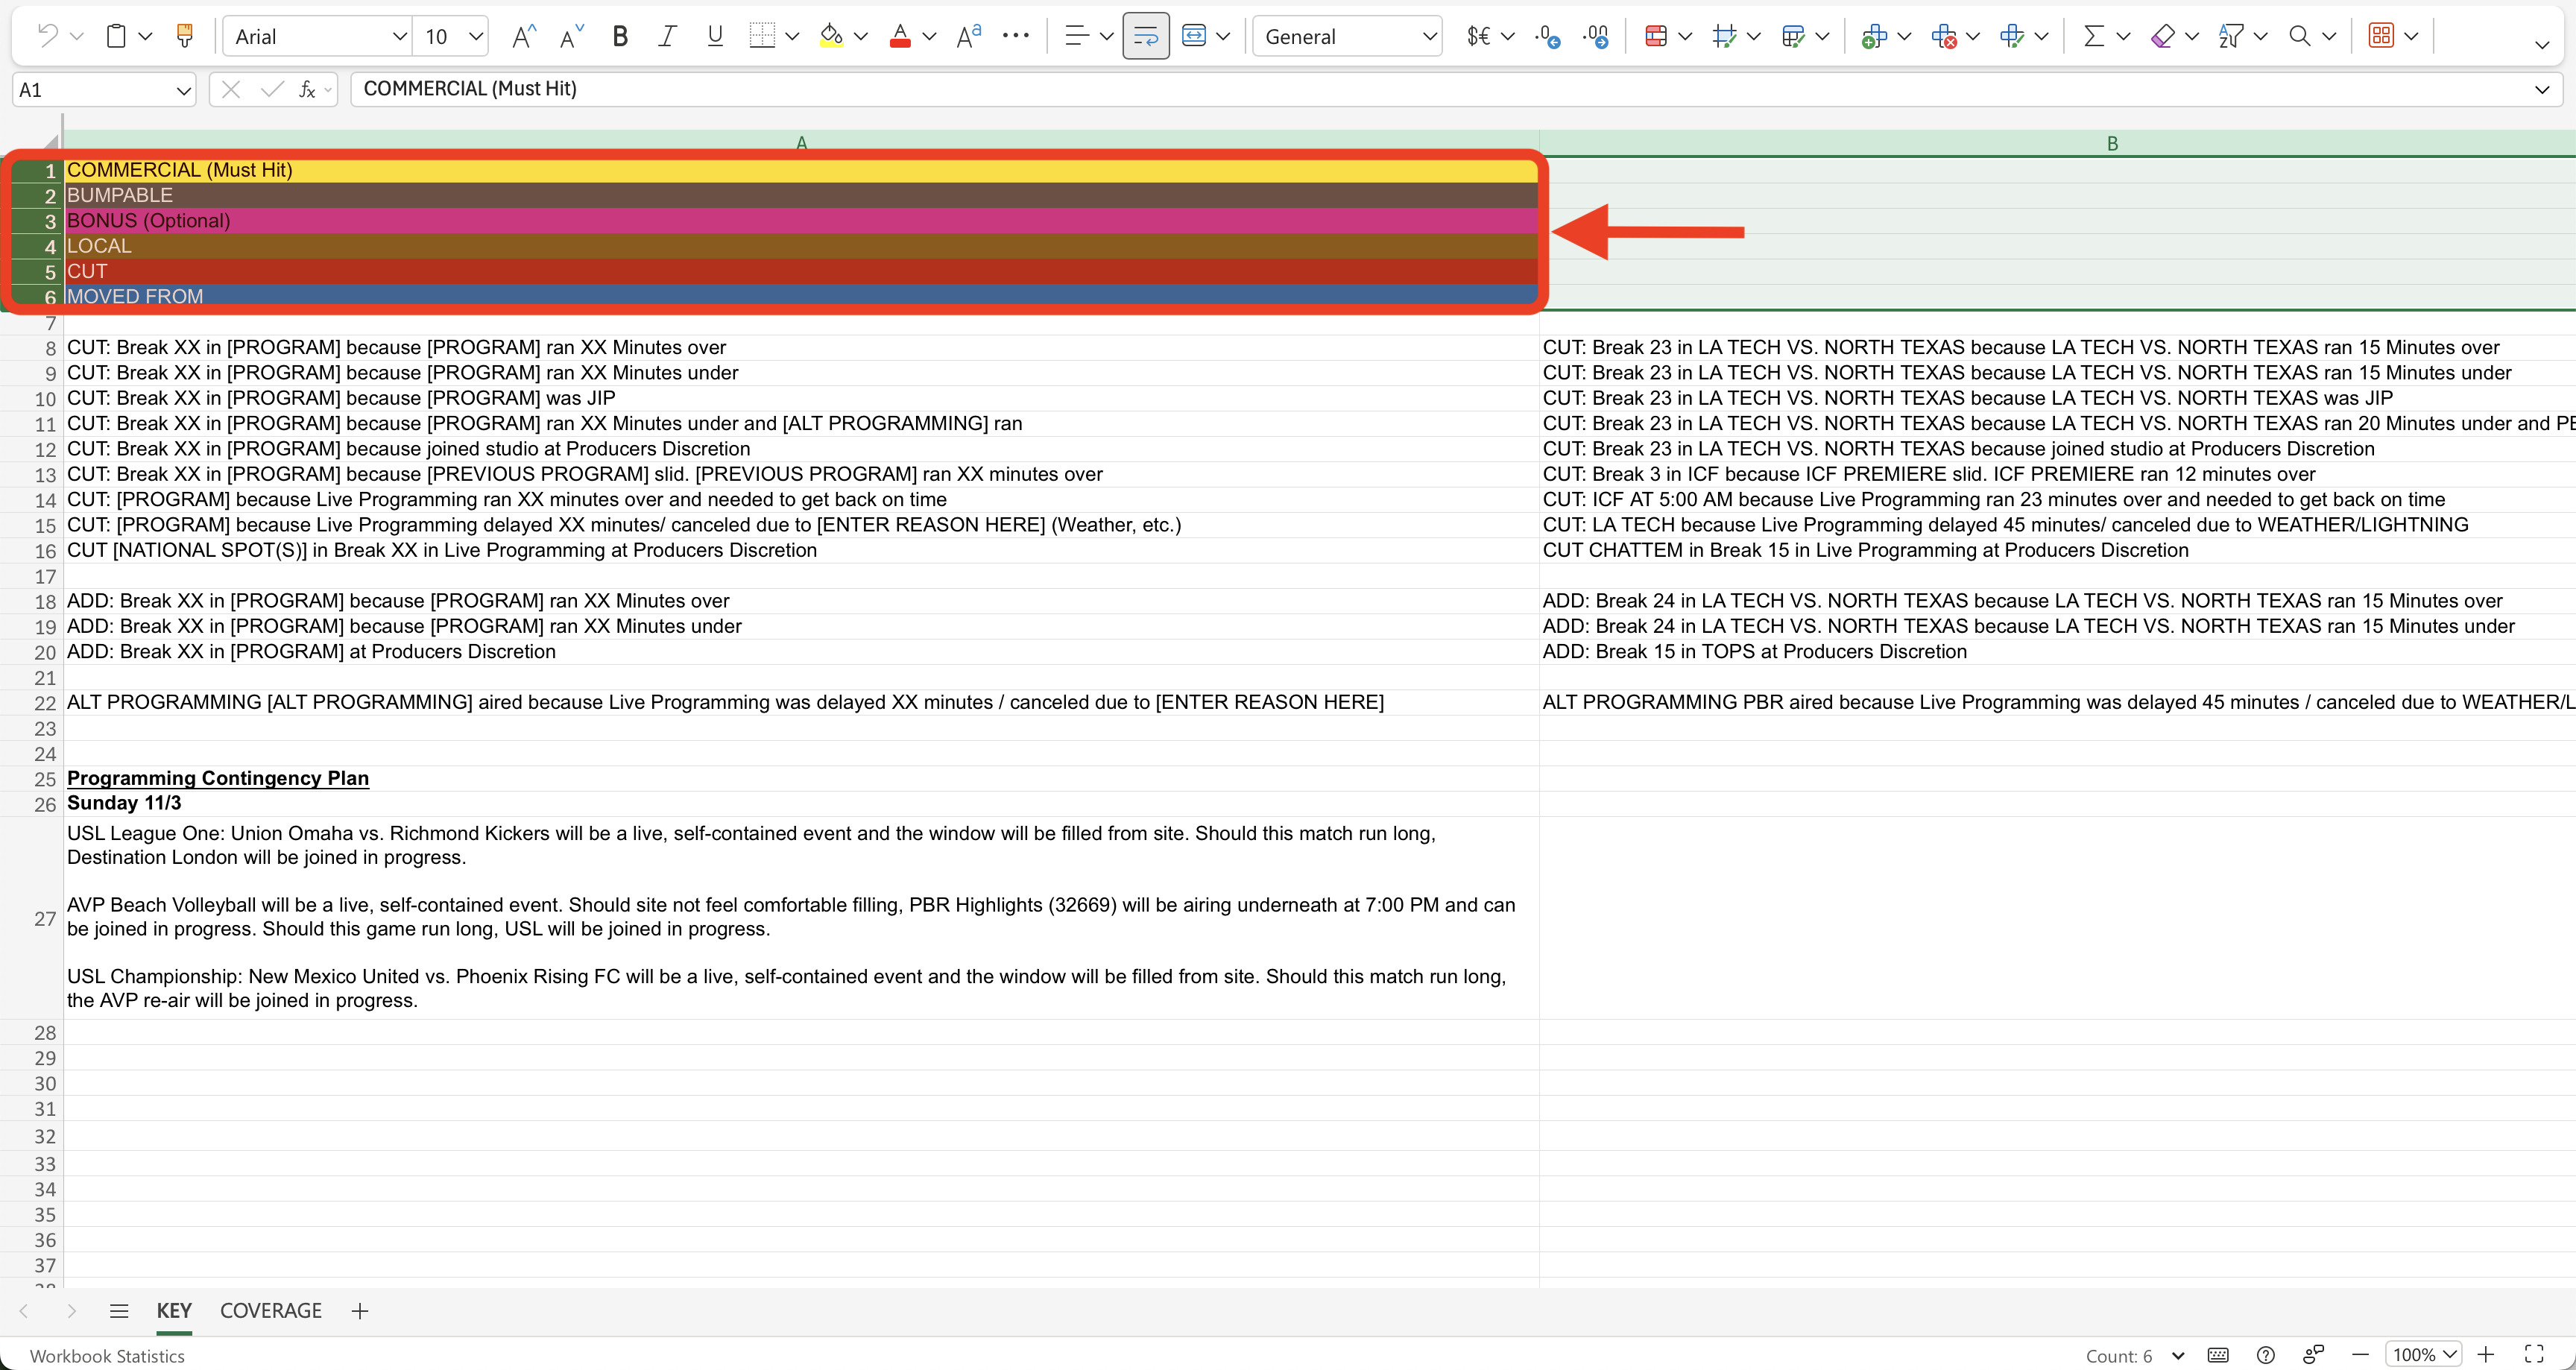 Arial
10
B
I
U
General
$€
A1
fx
COMMERCIAL (Must Hit)
A
B
1 COMMERCIAL (Must Hit)
2 BUMPABLE
3 BONUS (Optional)
4 LOCAL
5 CUT
6 MOVED FROM
7
8 CUT: Break XX in [PROGRAM] because [PROGRAM] ran XX Minutes over CUT: Break 23 in LA TECH VS. NORTH TEXAS because LA TECH VS. NORTH TEXAS ran 15 Minutes over
9 CUT: Break XX in [PROGRAM] because [PROGRAM] ran XX Minutes under CUT: Break 23 in LA TECH VS. NORTH TEXAS because LA TECH VS. NORTH TEXAS ran 15 Minutes under
10 CUT: Break XX in [PROGRAM] because [PROGRAM] was JIP CUT: Break 23 in LA TECH VS. NORTH TEXAS because LA TECH VS. NORTH TEXAS was JIP
11 CUT: Break XX in [PROGRAM] because [PROGRAM] ran XX Minutes under and [ALT PROGRAMMING] ran CUT: Break 23 in LA TECH VS. NORTH TEXAS because LA TECH VS. NORTH TEXAS ran 20 Minutes under and
12 CUT: Break XX in [PROGRAM] because joined studio at Producers Discretion CUT: Break 23 in LA TECH VS. NORTH TEXAS because joined studio at Producers Discretion
13 CUT: Break XX in [PROGRAM] because [PREVIOUS PROGRAM] slid. [PREVIOUS PROGRAM] ran XX minutes over CUT: Break 3 in ICF because ICF PREMIERE slid. ICF PREMIERE ran 12 minutes over
14 CUT: [PROGRAM] because Live Programming ran XX minutes over and needed to get back on time CUT: ICF AT 5:00 AM because Live Programming ran 23 minutes over and needed to get back on time
15 CUT: [PROGRAM] because Live Programming delayed XX minutes/ canceled due to [ENTER REASON HERE] (Weather, etc.) CUT: LA TECH because Live Programming delayed 45 minutes/ canceled due to WEATHER/LIGHTNING
16 CUT [NATIONAL SPOT(S)] in Break XX in Live Programming at Producers Discretion CUT CHATTEM in Break 15 in Live Programming at Producers Discretion
17
18 ADD: Break XX in [PROGRAM] because [PROGRAM] ran XX Minutes over ADD: Break 24 in LA TECH VS. NORTH TEXAS because LA TECH VS. NORTH TEXAS ran 15 Minutes over
19 ADD: Break XX in [PROGRAM] because [PROGRAM] ran XX Minutes under ADD: Break 24 in LA TECH VS. NORTH TEXAS because LA TECH VS. NORTH TEXAS ran 15 Minutes under
20 ADD: Break XX in [PROGRAM] at Producers Discretion ADD: Break 15 in TOPS at Producers Discretion
21
22 ALT PROGRAMMING [ALT PROGRAMMING] aired because Live Programming was delayed XX minutes / canceled due to [ENTER REASON HERE] ALT PROGRAMMING PBR aired because Live Programming was delayed 45 minutes / canceled due to WEATHER/L
23
24
25 Programming Contingency Plan
26 Sunday 11/3
27
USL League One: Union Omaha vs. Richmond Kickers will be a live, self-contained event and the window will be filled from site. Should this match run long,
Destination London will be joined in progress.
AVP Beach Volleyball will be a live, self-contained event. Should site not feel comfortable filling, PBR Highlights (32669) will be airing underneath at 7:00 PM and can
be joined in progress. Should this game run long, USL will be joined in progress.
USL Championship: New Mexico United vs. Phoenix Rising FC will be a live, self-contained event and the window will be filled from site. Should this match run long,
the AVP re-air will be joined in progress.
28
29
30
31
32
33
34
35
36
37
KEY COVERAGE
Workbook Statistics
Count: 6
100%